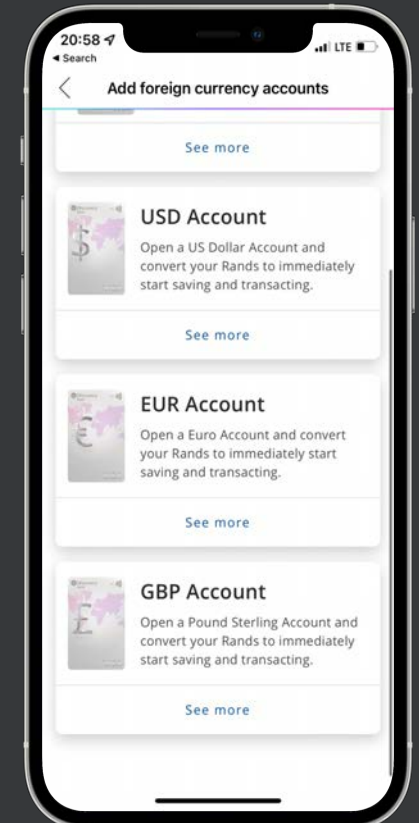 20:58
LTE
Search
Add foreign currency accounts
See more
$
USD Account
Open a US Dollar Account and
convert your Rands to immediately
start saving and transacting.
See more
€
EUR Account
Open a Euro Account and convert
your Rands to immediately start
saving and transacting.
See more
£
GBP Account
Open a Pound Sterling Account and
convert your Rands to immediately
start saving and transacting.
See more